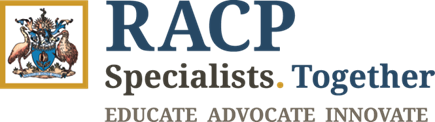 RACP
Specialists. Together
EDUCATE ADVOCATE INNOVATE